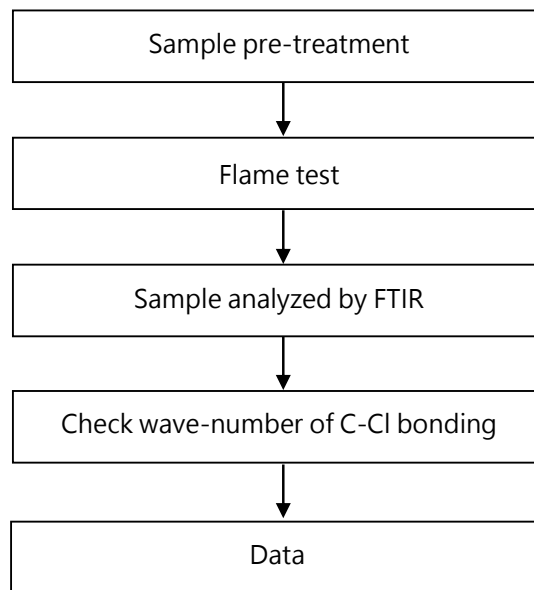 Sample pre-treatment
Flame test
Sample analyzed by FTIR
Check wave-number of C-Cl bonding
Data